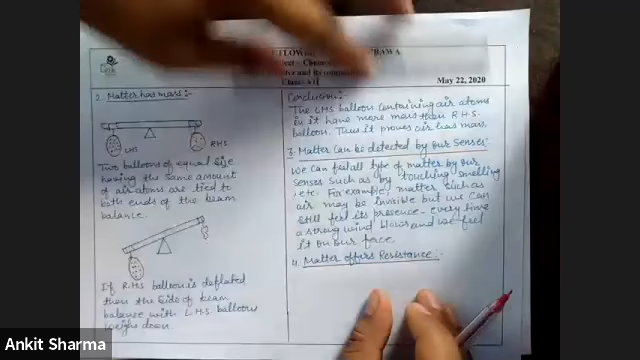 May 22, 2020
2. Matter has mass:
LHS
RHS
Two balloons of equal size
having the same amount
of air atoms are tied to
both ends of the beam
balance.
If R.H.S balloon is deflated
then the side of beam
balance with L.H.S. balloon
weighs down.
Conclusion:-
The LHS balloon containing air atoms
in it have more mass then R.H.S.
balloon. Thus it proves air has mass.
3. Matter can be detected by our senses:
We can feel all type of matter by our
senses such as by touching, smelling
, etc. For example, matter such as
air may be invisible but we can
still feel its presence every time
a strong wind blows and we feel
it on our face.
4. Matter offers Resistance:-
Ankit Sharma